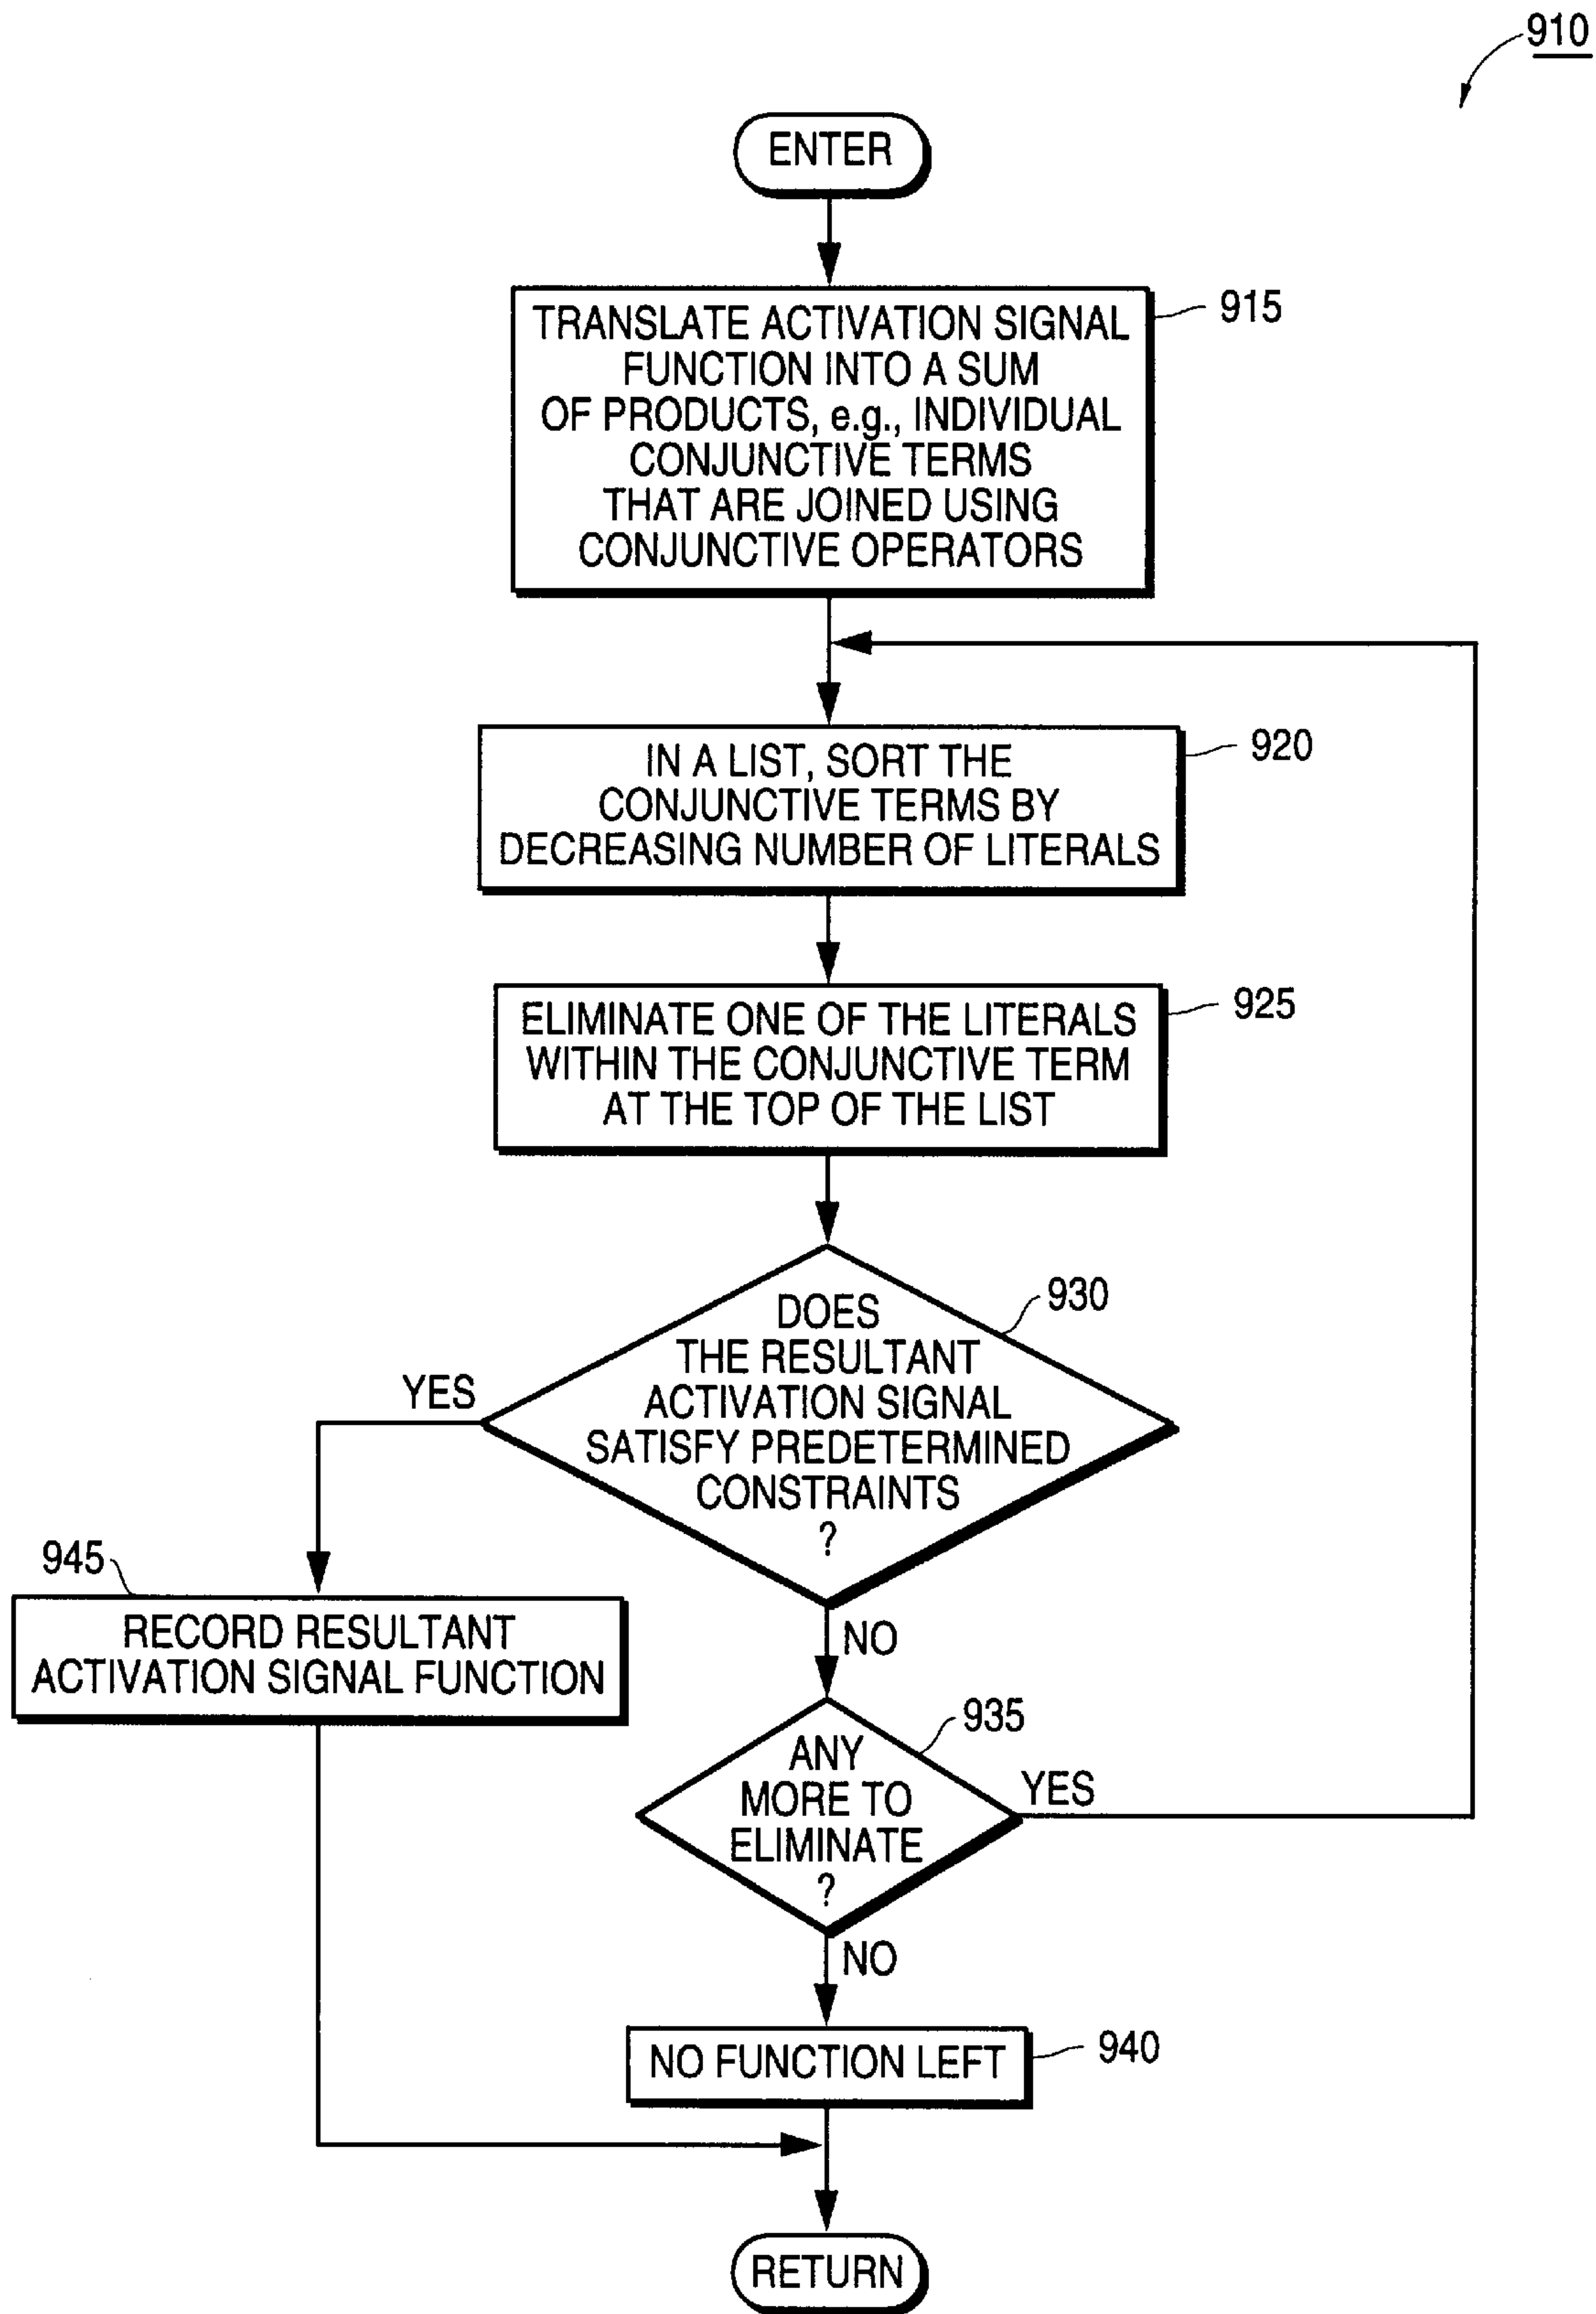 910
ENTER
TRANSLATE ACTIVATION SIGNAL
FUNCTION INTO A SUM
OF PRODUCTS, e.g., INDIVIDUAL
CONJUNCTIVE TERMS
THAT ARE JOINED USING
CONJUNCTIVE OPERATORS
915
IN A LIST, SORT THE
CONJUNCTIVE TERMS BY
DECREASING NUMBER OF LITERALS
920
ELIMINATE ONE OF THE LITERALS
WITHIN THE CONJUNCTIVE TERM
AT THE TOP OF THE LIST
925
DOES
THE RESULTANT
ACTIVATION SIGNAL
SATISFY PREDETERMINED
CONSTRAINTS
?
930
YES
945
RECORD RESULTANT
ACTIVATION SIGNAL FUNCTION
NO
ANY
MORE TO
ELIMINATE
?
935
YES
NO
NO FUNCTION LEFT
940
RETURN